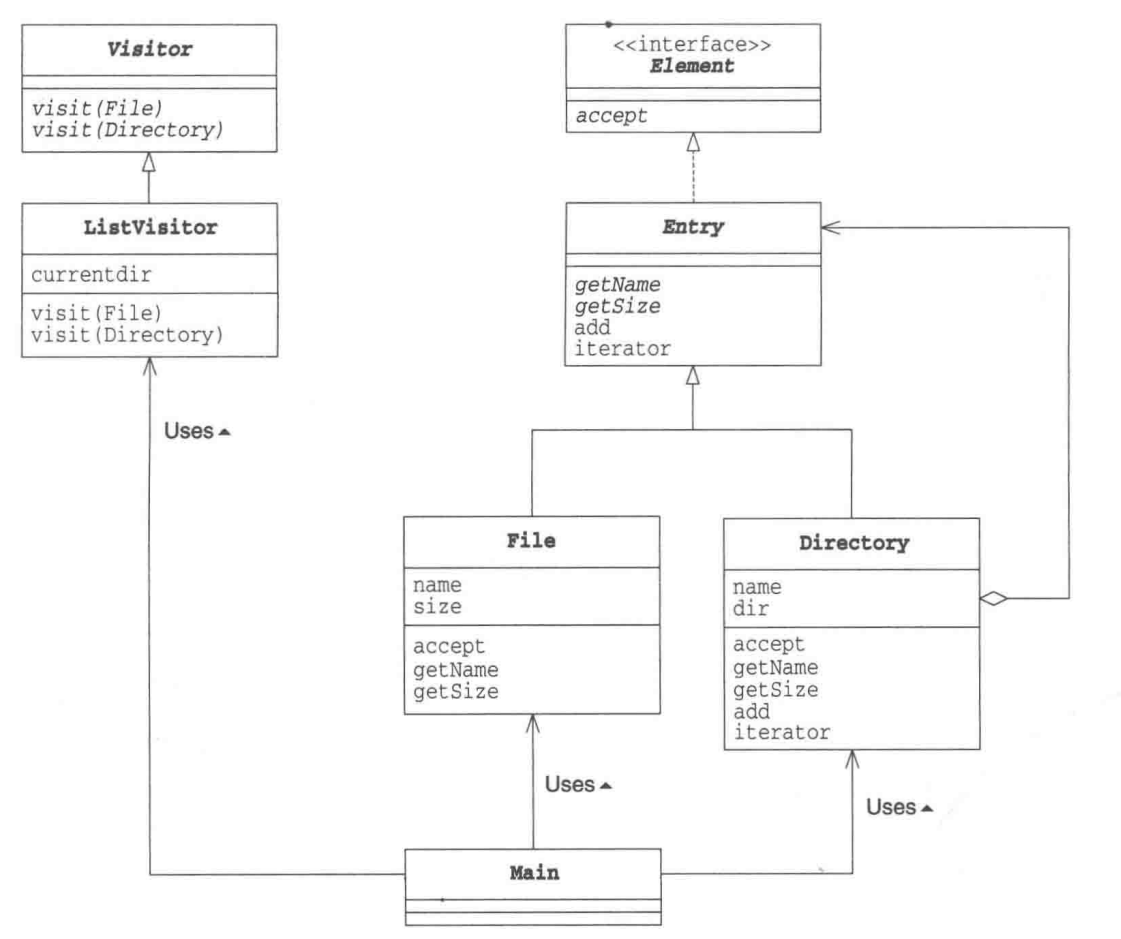 Visitor
visit(File)
visit(Directory)
ListVisitor
currentdir
visit(File)
visit(Directory)
Uses
<<interface>>
Element
accept
Entry
getName
getSize
add
iterator
File
name
size
accept
getName
getSize
Uses
Directory
name
dir
accept
getName
getSize
add
iterator
Uses
Main